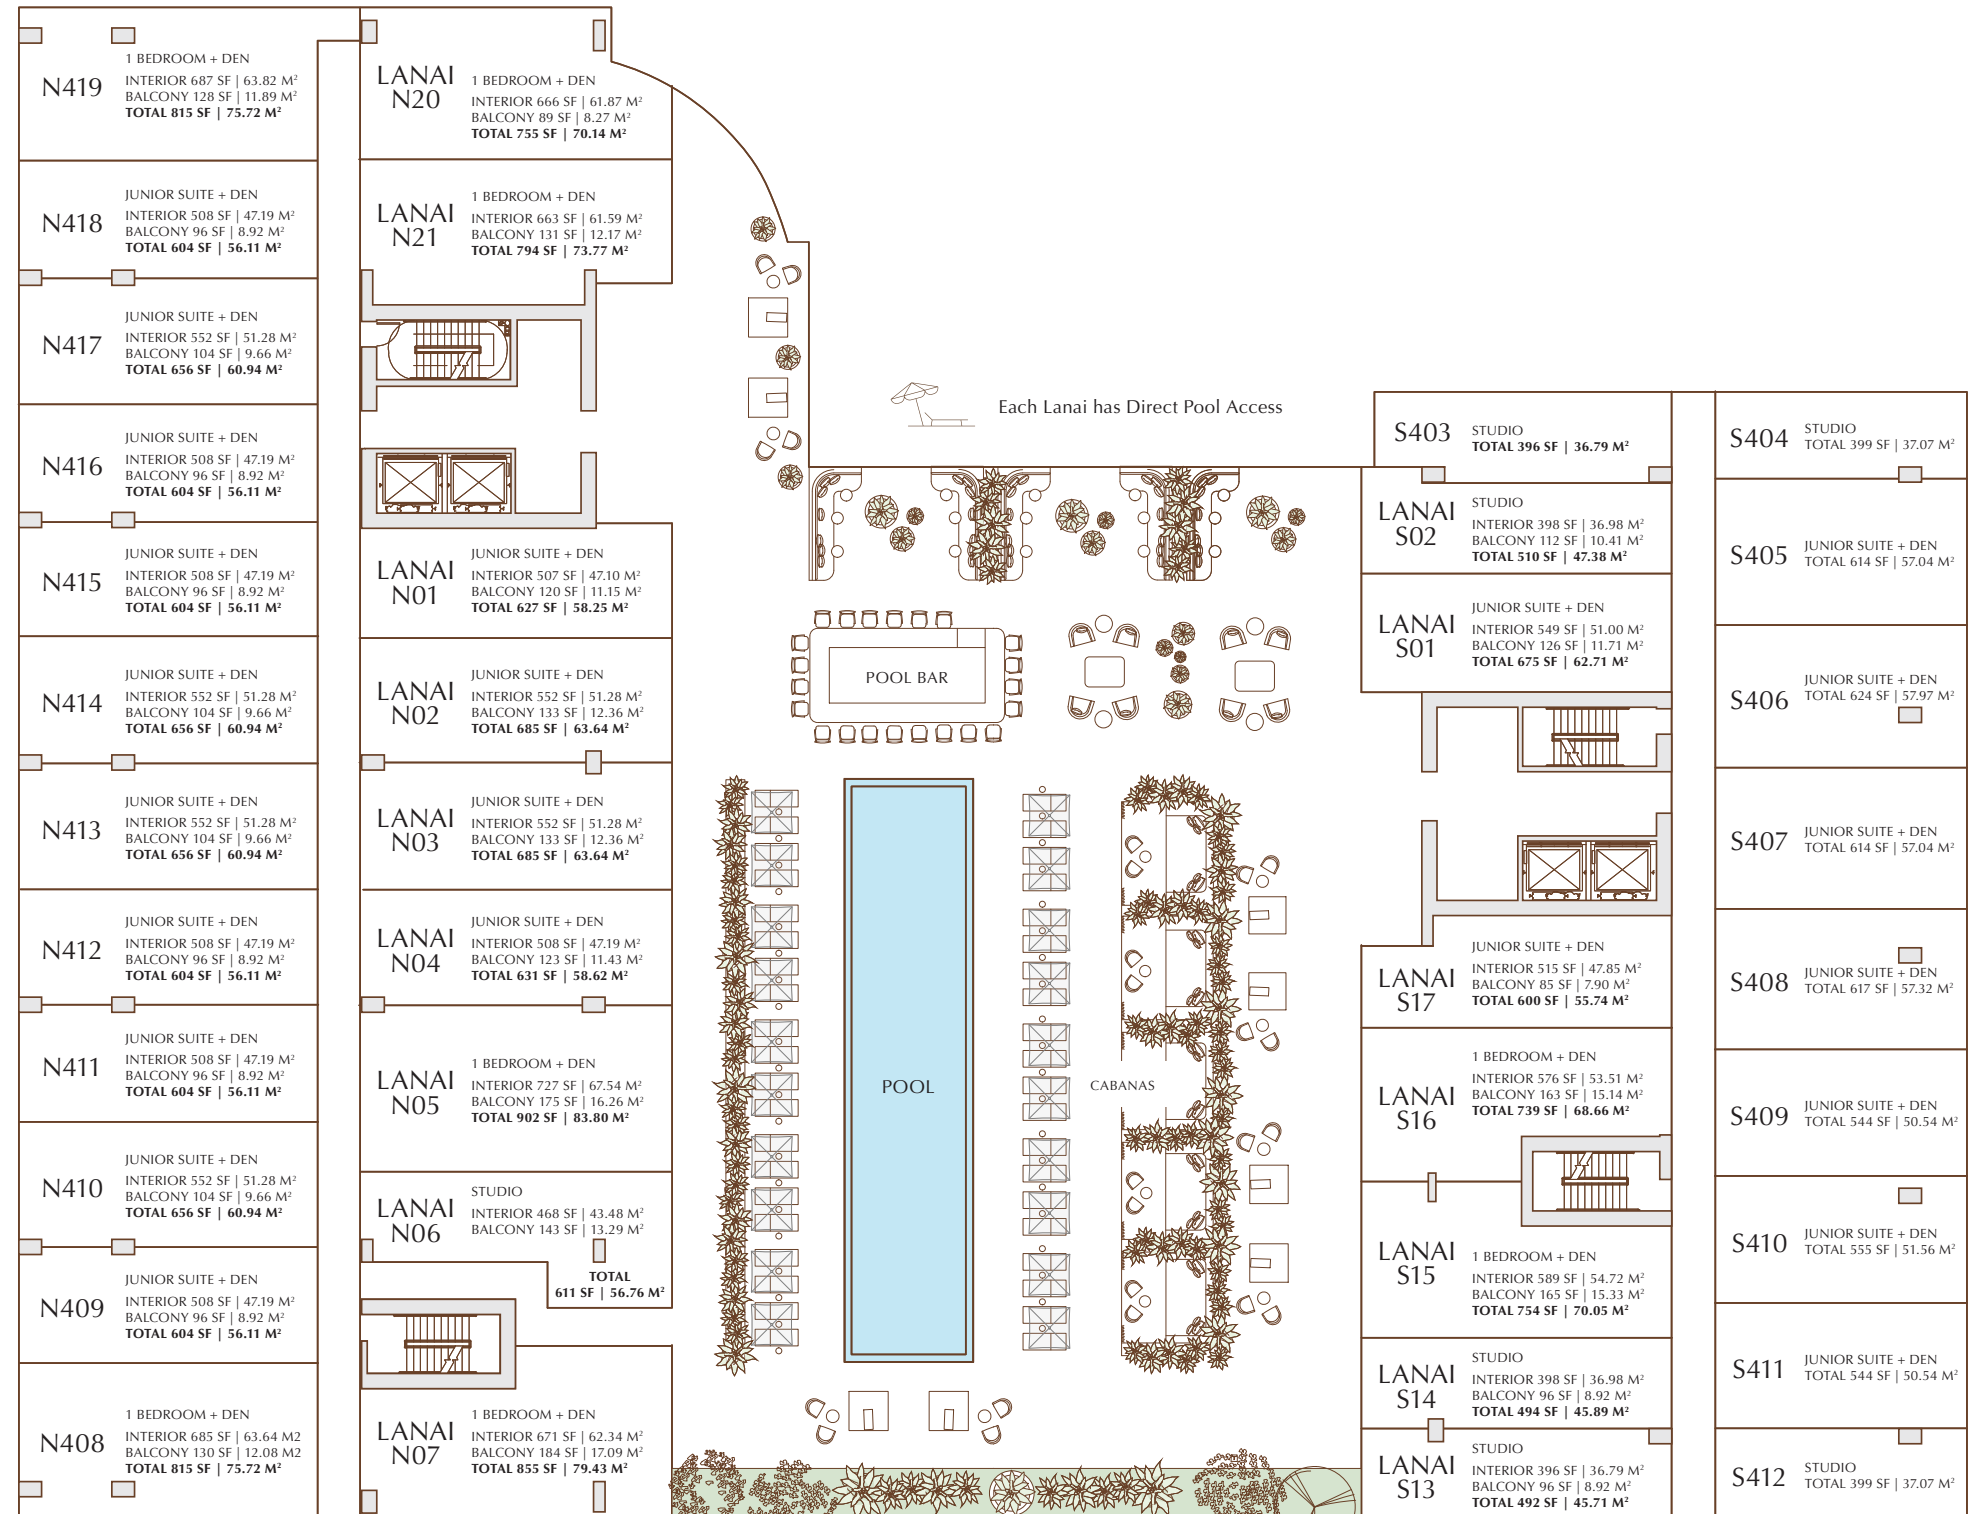 N419
1 BEDROOM + DEN
INTERIOR 687 SF | 63.82 M²
BALCONY 128 SF | 11.89 M²
TOTAL 815 SF | 75.72 M²
N418
JUNIOR SUITE + DEN
INTERIOR 508 SF | 47.19 M²
BALCONY 96 SF | 8.92 M²
TOTAL 604 SF | 56.11 M²
N417
JUNIOR SUITE + DEN
INTERIOR 552 SF | 51.28 M²
BALCONY 104 SF | 9.66 M²
TOTAL 656 SF | 60.94 M²
N416
JUNIOR SUITE + DEN
INTERIOR 508 SF | 47.19 M²
BALCONY 96 SF | 8.92 M²
TOTAL 604 SF | 56.11 M²
N415
JUNIOR SUITE + DEN
INTERIOR 508 SF | 47.19 M²
BALCONY 96 SF | 8.92 M²
TOTAL 604 SF | 56.11 M²
N414
JUNIOR SUITE + DEN
INTERIOR 552 SF | 51.28 M²
BALCONY 104 SF | 9.66 M²
TOTAL 656 SF | 60.94 M²
N413
JUNIOR SUITE + DEN
INTERIOR 552 SF | 51.28 M²
BALCONY 104 SF | 9.66 M²
TOTAL 656 SF | 60.94 M²
N412
JUNIOR SUITE + DEN
INTERIOR 508 SF | 47.19 M²
BALCONY 96 SF | 8.92 M²
TOTAL 604 SF | 56.11 M²
N411
JUNIOR SUITE + DEN
INTERIOR 508 SF | 47.19 M²
BALCONY 96 SF | 8.92 M²
TOTAL 604 SF | 56.11 M²
N410
JUNIOR SUITE + DEN
INTERIOR 552 SF | 51.28 M²
BALCONY 104 SF | 9.66 M²
TOTAL 656 SF | 60.94 M²
N409
JUNIOR SUITE + DEN
INTERIOR 508 SF | 47.19 M²
BALCONY 96 SF | 8.92 M²
TOTAL 604 SF | 56.11 M²
N408
1 BEDROOM + DEN
INTERIOR 685 SF | 63.64 M2
BALCONY 130 SF | 12.08 M2
TOTAL 815 SF | 75.72 M²
LANAI
N20
1 BEDROOM + DEN
INTERIOR 666 SF | 61.87 M²
BALCONY 89 SF | 8.27 M²
TOTAL 755 SF | 70.14 M²
LANAI
N21
1 BEDROOM + DEN
INTERIOR 663 SF | 61.59 M²
BALCONY 131 SF | 12.17 M²
TOTAL 794 SF | 73.77 M²
LANAI
N01
JUNIOR SUITE + DEN
INTERIOR 507 SF | 47.10 M²
BALCONY 120 SF | 11.15 M²
TOTAL 627 SF | 58.25 M²
LANAI
N02
JUNIOR SUITE + DEN
INTERIOR 552 SF | 51.28 M²
BALCONY 133 SF | 12.36 M²
TOTAL 685 SF | 63.64 M²
LANAI
N03
JUNIOR SUITE + DEN
INTERIOR 552 SF | 51.28 M²
BALCONY 133 SF | 12.36 M²
TOTAL 685 SF | 63.64 M²
LANAI
N04
JUNIOR SUITE + DEN
INTERIOR 508 SF | 47.19 M²
BALCONY 123 SF | 11.43 M²
TOTAL 631 SF | 58.62 M²
LANAI
N05
1 BEDROOM + DEN
INTERIOR 727 SF | 67.54 M²
BALCONY 175 SF | 16.26 M²
TOTAL 902 SF | 83.80 M²
LANAI
N06
STUDIO
INTERIOR 468 SF | 43.48 M²
BALCONY 143 SF | 13.29 M²
TOTAL
611 SF | 56.76 M²
LANAI
N07
1 BEDROOM + DEN
INTERIOR 671 SF | 62.34 M²
BALCONY 184 SF | 17.09 M²
TOTAL 855 SF | 79.43 M²
Each Lanai has Direct Pool Access
POOL BAR
POOL
CABANAS
S403
STUDIO
TOTAL 396 SF | 36.79 M²
LANAI
S02
STUDIO
INTERIOR 398 SF | 36.98 M²
BALCONY 112 SF | 10.41 M²
TOTAL 510 SF | 47.38 M²
LANAI
S01
JUNIOR SUITE + DEN
INTERIOR 549 SF | 51.00 M²
BALCONY 126 SF | 11.71 M²
TOTAL 675 SF | 62.71 M²
LANAI
S17
JUNIOR SUITE + DEN
INTERIOR 515 SF | 47.85 M²
BALCONY 85 SF | 7.90 M²
TOTAL 600 SF | 55.74 M²
LANAI
S16
1 BEDROOM + DEN
INTERIOR 576 SF | 53.51 M²
BALCONY 163 SF | 15.14 M²
TOTAL 739 SF | 68.66 M²
LANAI
S15
1 BEDROOM + DEN
INTERIOR 589 SF | 54.72 M²
BALCONY 165 SF | 15.33 M²
TOTAL 754 SF | 70.05 M²
LANAI
S14
STUDIO
INTERIOR 398 SF | 36.98 M²
BALCONY 96 SF | 8.92 M²
TOTAL 494 SF | 45.89 M²
LANAI
S13
STUDIO
INTERIOR 396 SF | 36.79 M²
BALCONY 96 SF | 8.92 M²
TOTAL 492 SF | 45.71 M²
S404
STUDIO
TOTAL 399 SF | 37.07 M²
S405
JUNIOR SUITE + DEN
TOTAL 614 SF | 57.04 M²
S406
JUNIOR SUITE + DEN
TOTAL 624 SF | 57.97 M²
S407
JUNIOR SUITE + DEN
TOTAL 614 SF | 57.04 M²
S408
JUNIOR SUITE + DEN
TOTAL 617 SF | 57.32 M²
S409
JUNIOR SUITE + DEN
TOTAL 544 SF | 50.54 M²
S410
JUNIOR SUITE + DEN
TOTAL 555 SF | 51.56 M²
S411
JUNIOR SUITE + DEN
TOTAL 544 SF | 50.54 M²
S412
STUDIO
TOTAL 399 SF | 37.07 M²